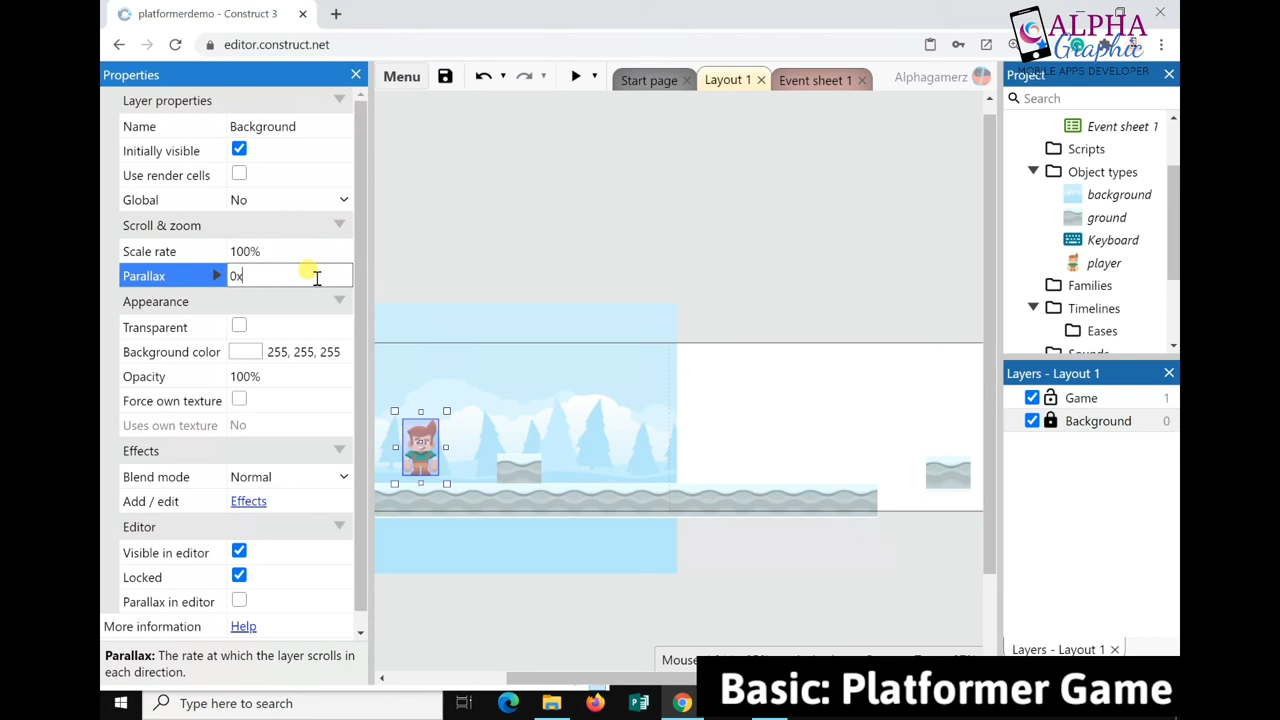 platformerdemo - Construct 3
editor.construct.net
ALPHA
Graphic
MOBILE APPS DEVELOPER
Properties
Menu
Start page
Layout 1
Event sheet 1
Alphagamerz
Project
Search
Layer properties
Name Background
Initially visible
Use render cells
Global No
Scroll & zoom
Scale rate 100%
Parallax 0x
Appearance
Transparent
Background color 255, 255, 255
Opacity 100%
Force own texture
Uses own texture No
Effects
Blend mode Normal
Add / edit Effects
Editor
Visible in editor
Locked
Parallax in editor
More information Help
Parallax: The rate at which the layer scrolls in
each direction.
Event sheet 1
Scripts
Object types
background
ground
Keyboard
player
Families
Timelines
Eases
Layers - Layout 1
Game 1
Background 0
Layers - Layout 1
Type here to search
Basic: Platformer Game